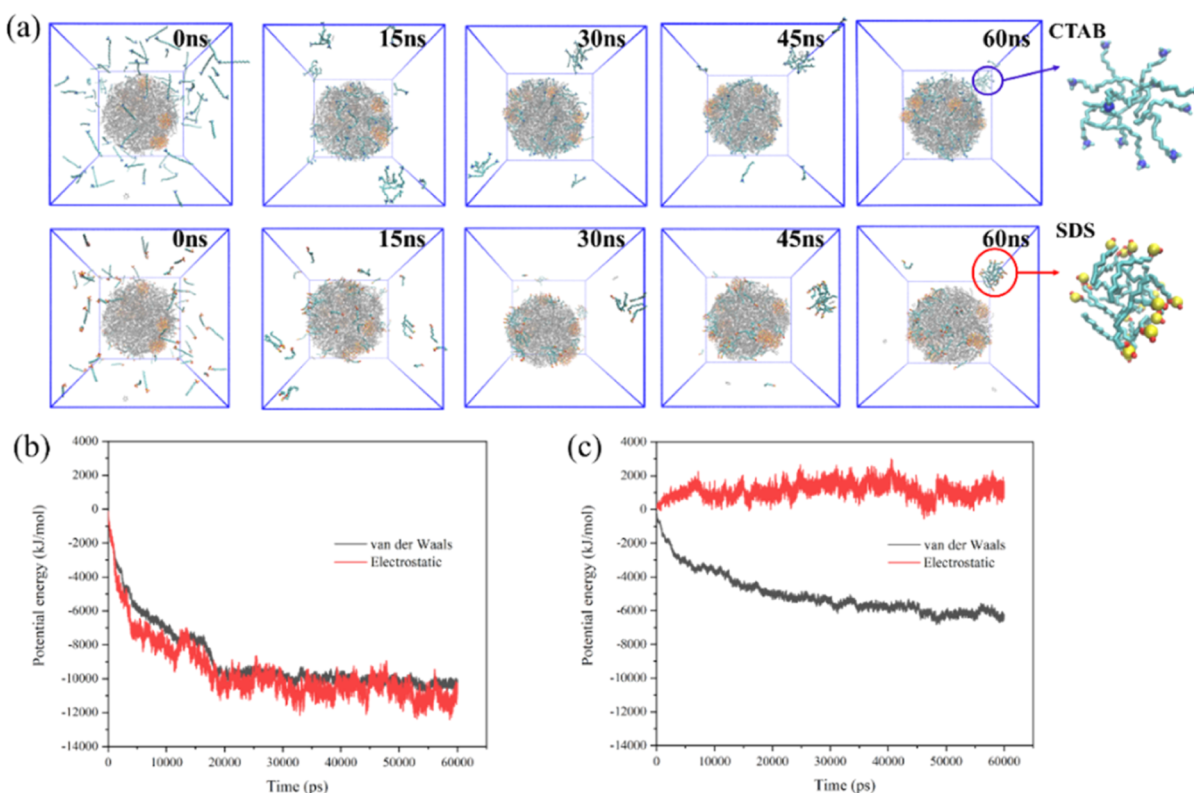 (a)
0ns 15ns 30ns 45ns 60ns CTAB
0ns 15ns 30ns 45ns 60ns SDS
(b)
4000
2000
0
-2000
-4000
-6000
-8000
-10000
-12000
-14000
Potential energy (kJ/mol)
van der Waals
Electrostatic
0 10000 20000 30000 40000 50000 60000
Time (ps)
(c)
4000
2000
0
-2000
-4000
-6000
-8000
-10000
-12000
-14000
Potential energy (kJ/mol)
van der Waals
Electrostatic
0 10000 20000 30000 40000 50000 60000
Time (ps)